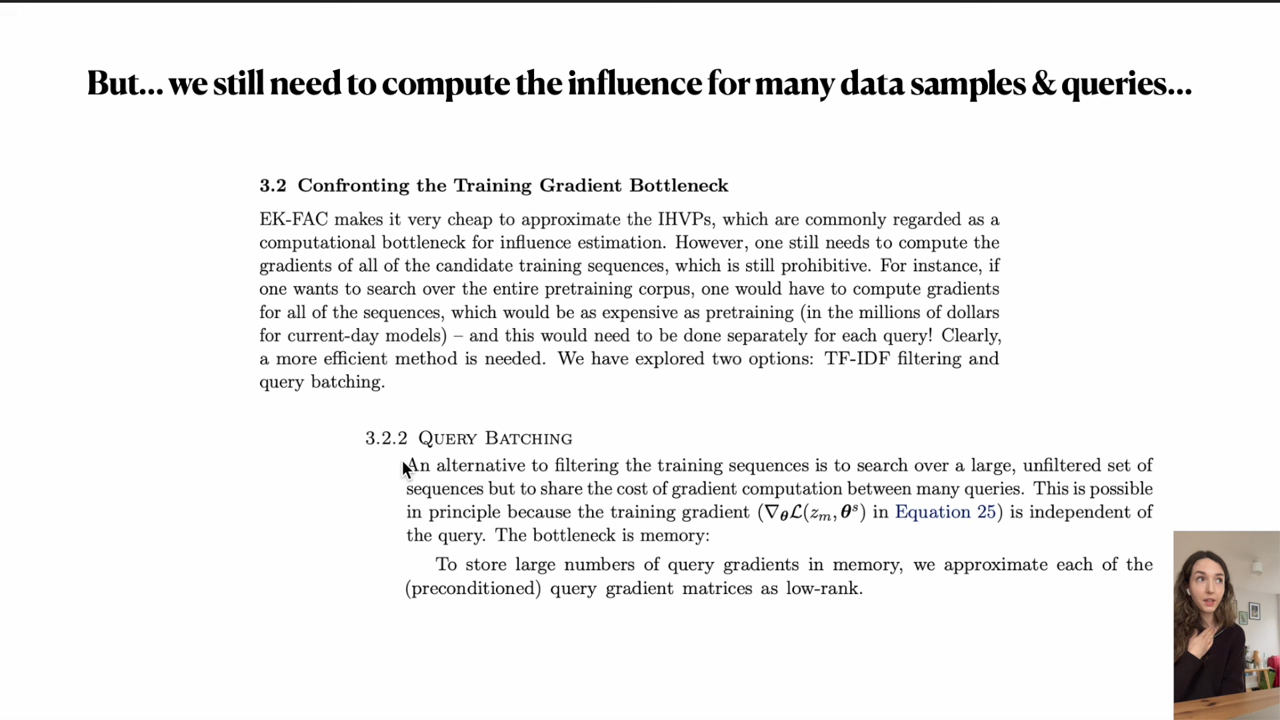 But... we still need to compute the influence for many data samples & queries...
3.2 Confronting the Training Gradient Bottleneck
EK-FAC makes it very cheap to approximate the IHVPs, which are commonly regarded as a
computational bottleneck for influence estimation. However, one still needs to compute the
gradients of all of the candidate training sequences, which is still prohibitive. For instance, if
one wants to search over the entire pretraining corpus, one would have to compute gradients
for all of the sequences, which would be as expensive as pretraining (in the millions of dollars
for current-day models) – and this would need to be done separately for each query! Clearly,
a more efficient method is needed. We have explored two options: TF-IDF filtering and
query batching.
3.2.2 Query Batching
An alternative to filtering the training sequences is to search over a large, unfiltered set of
sequences but to share the cost of gradient computation between many queries. This is possible
in principle because the training gradient (∇θℒ(zₘ, θˢ) in Equation 25) is independent of
the query. The bottleneck is memory:
To store large numbers of query gradients in memory, we approximate each of the
(preconditioned) query gradient matrices as low-rank.